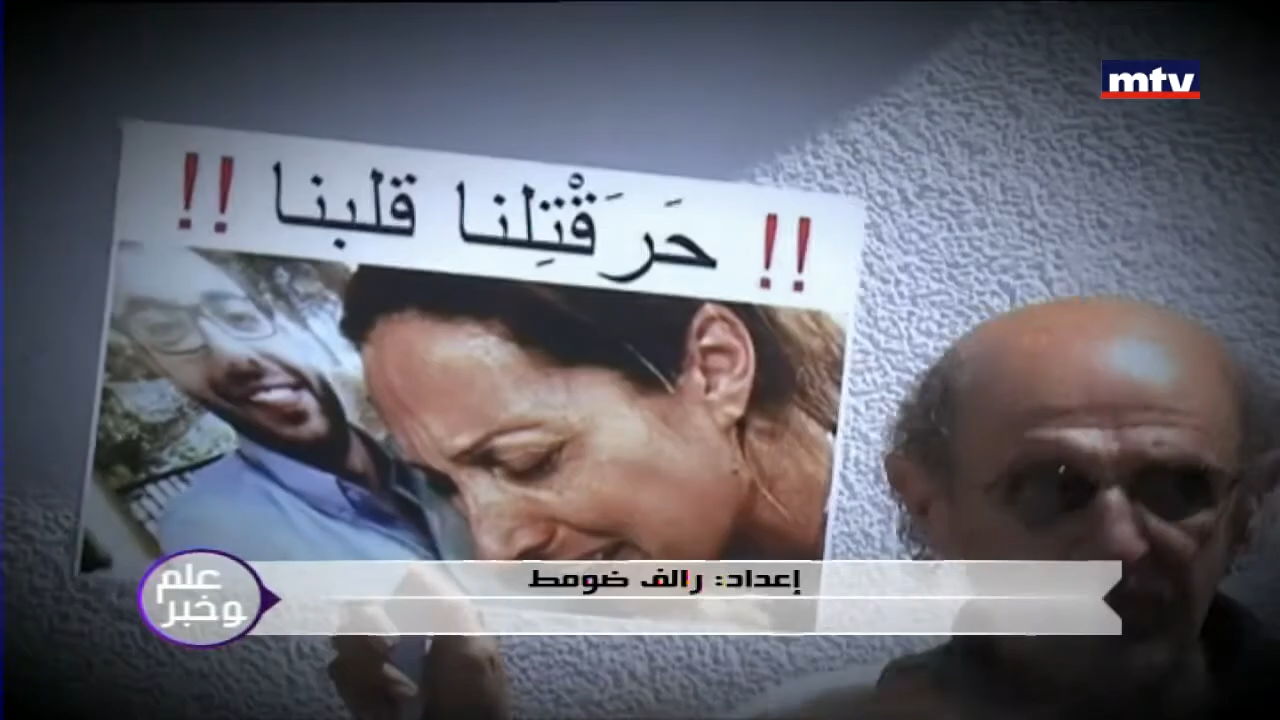 mtv
!! حَرَقْتِلنا قلبنا !!
إعداد: رالف ضومط
علم
وخبر